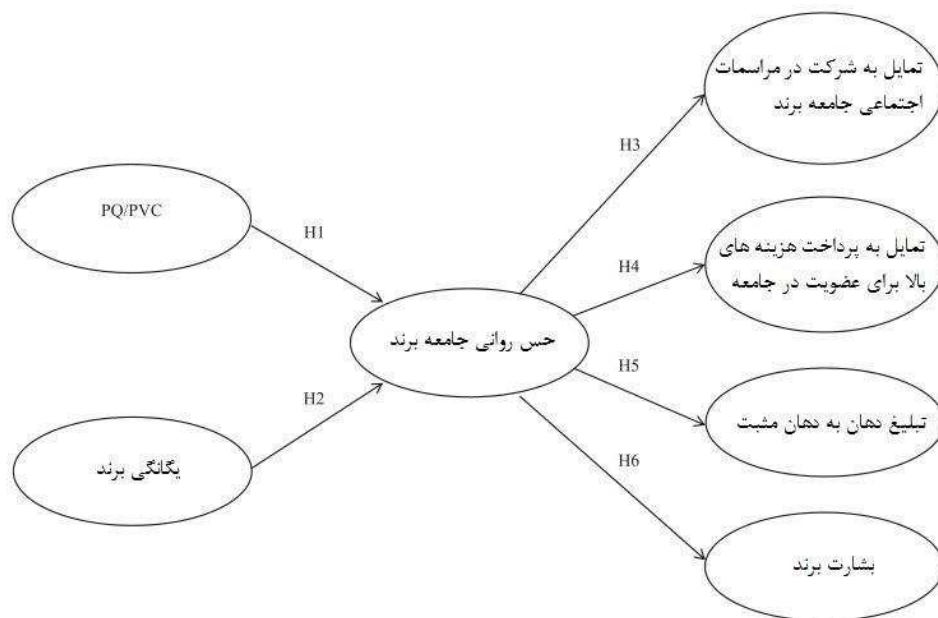 تمایل به شرکت در مراسمات
اجتماعی جامعه برند
H3
PQ/PVC
H1
تمایل به پرداخت هزینه های
بالا برای عضویت در جامعه
H4
حس روانی جامعه برند
H5
H2
تبلیغ دهان به دهان مثبت
یگانگی برند
H6
بشارت برند